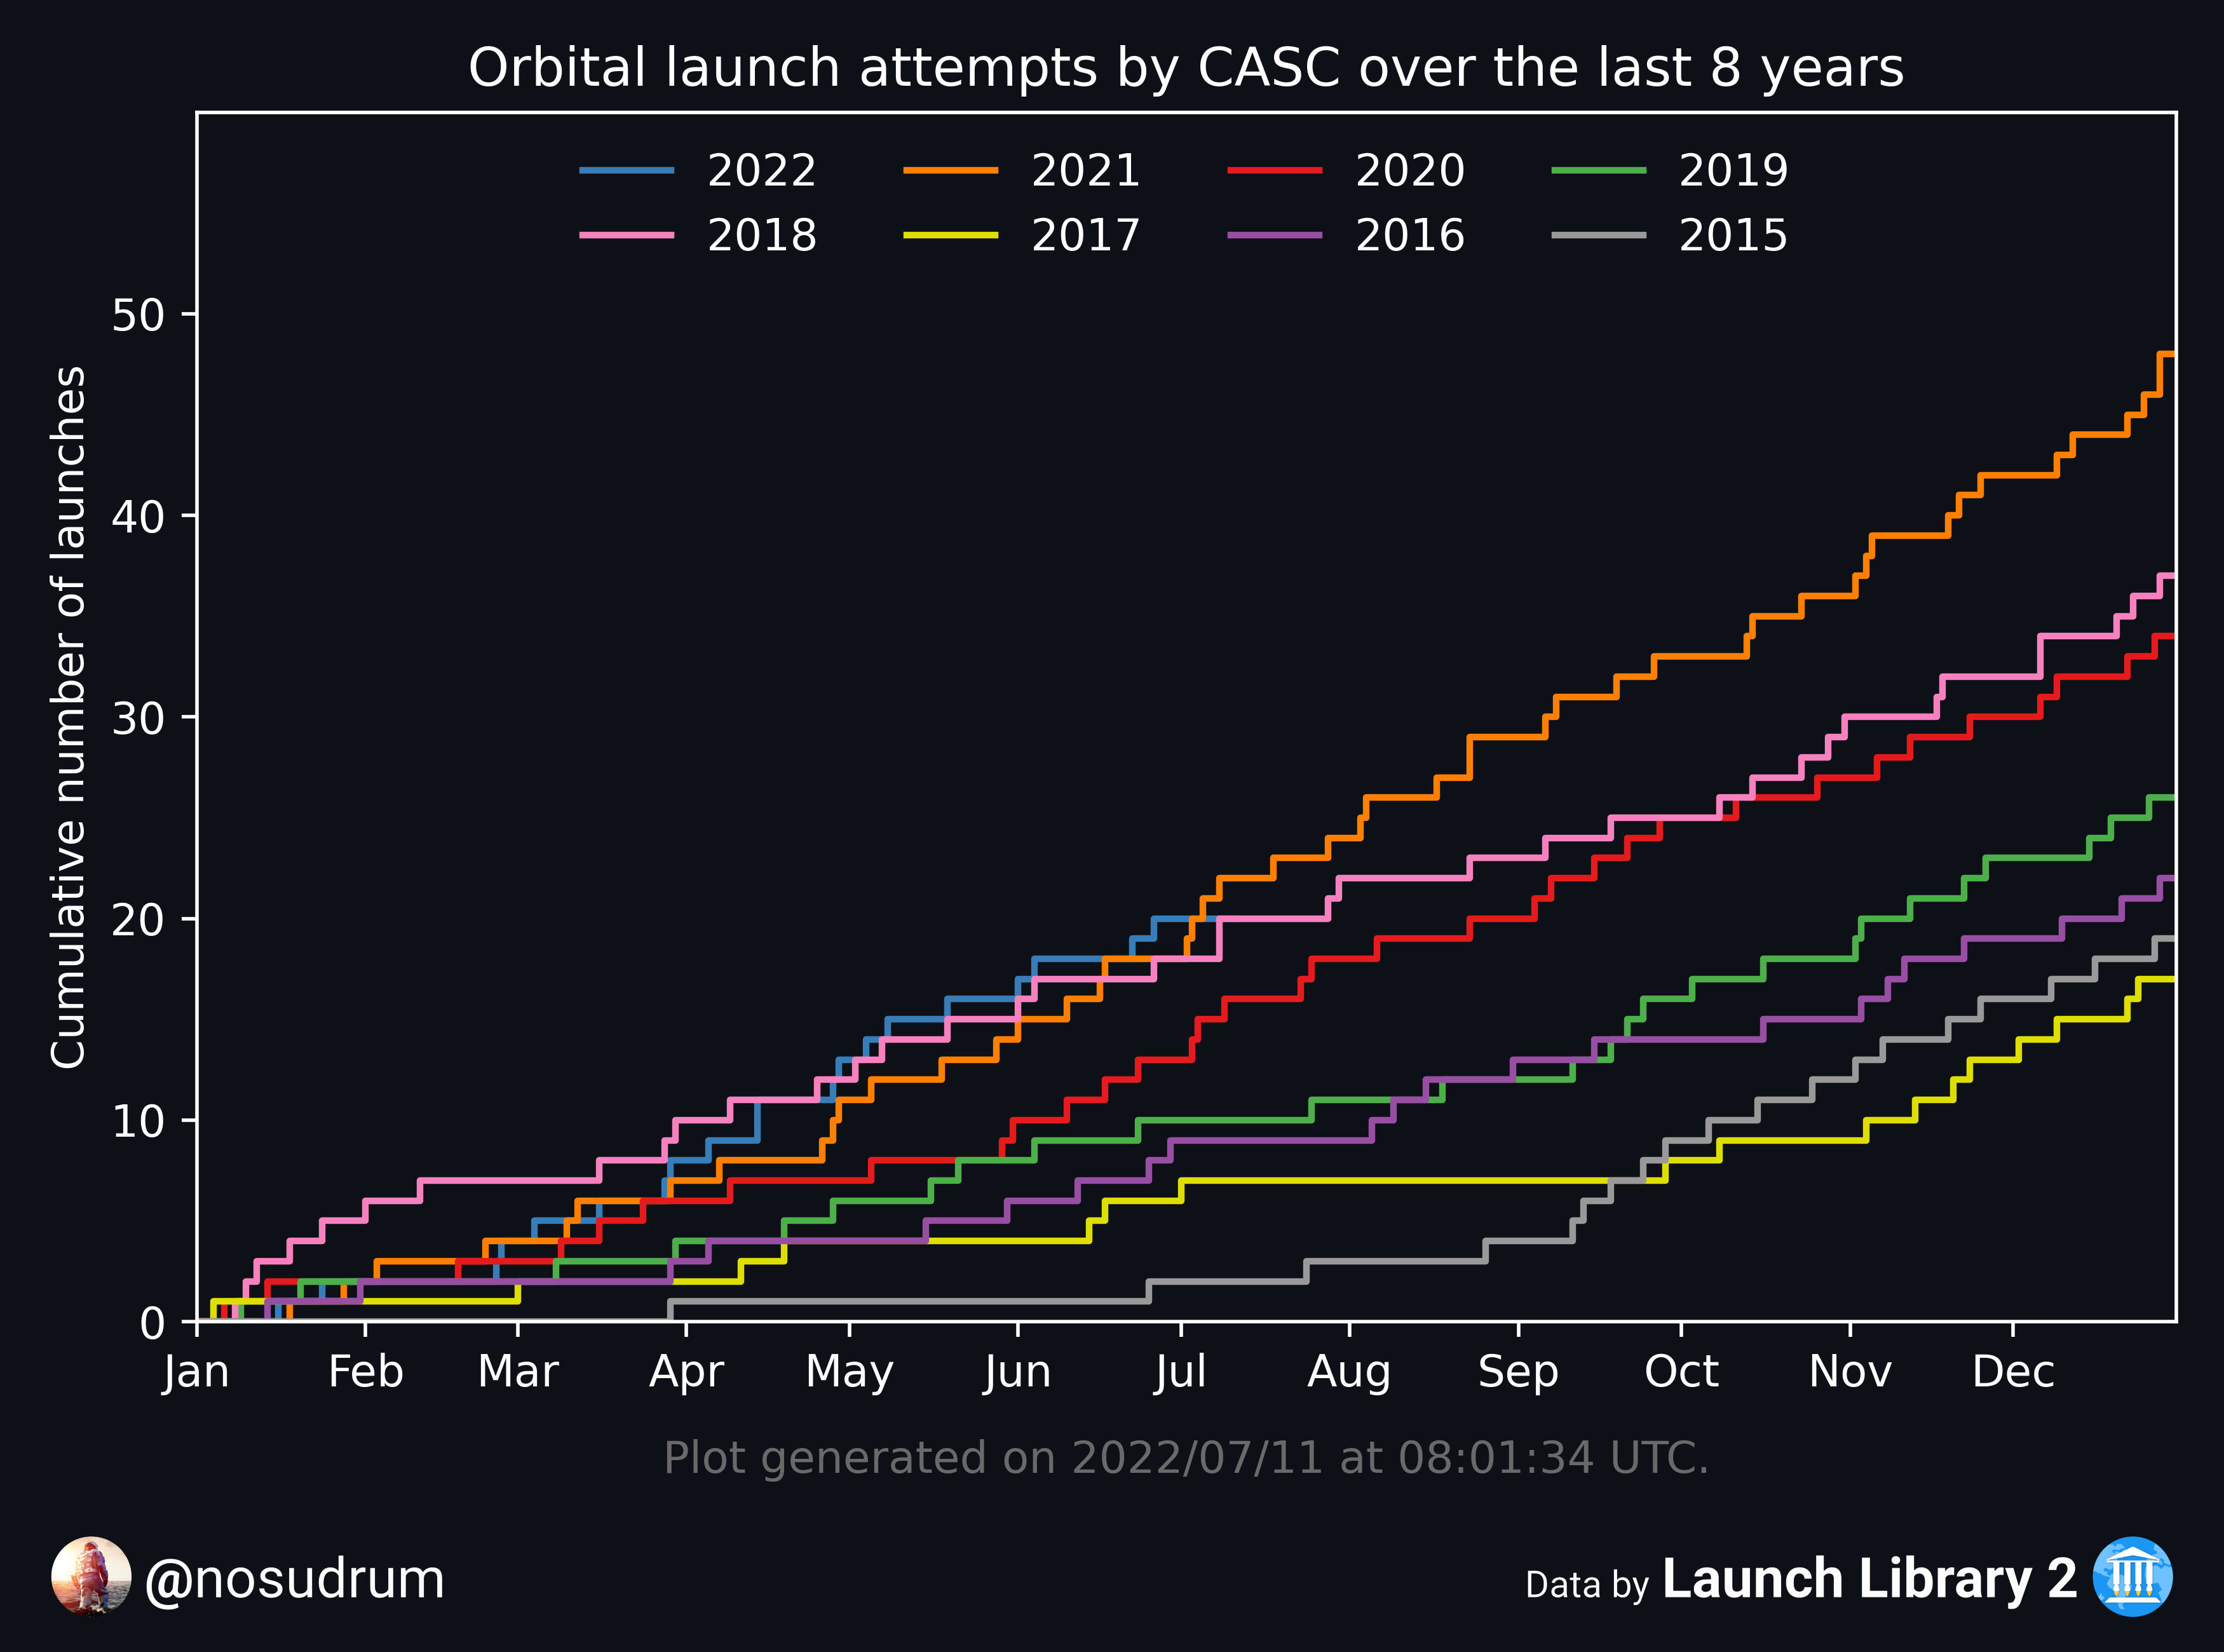 Orbital launch attempts by CASC over the last 8 years
2022 2021 2020 2019
2018 2017 2016 2015
Cumulative number of launches
50
40
30
20
10
0
Jan Feb Mar Apr May Jun Jul Aug Sep Oct Nov Dec
Plot generated on 2022/07/11 at 08:01:34 UTC.
@nosudrum
Data by Launch Library 2